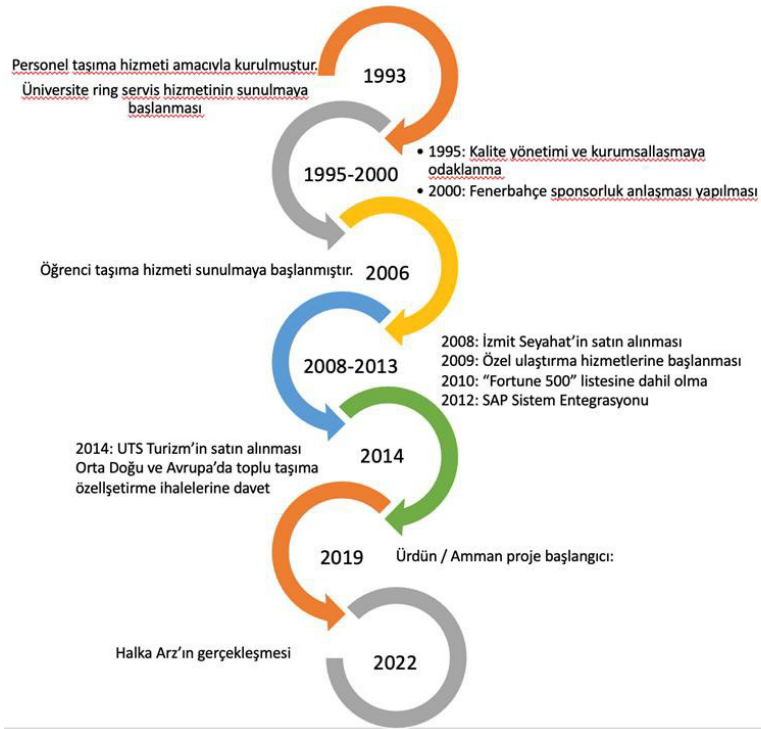 Personel taşıma hizmeti amacıyla kurulmuştur.
Üniversite ring servis hizmetinin sunulmaya
başlanması
1993
1995-2000
• 1995: Kalite yönetimi ve kurumsallaşmaya
odaklanma
• 2000: Fenerbahçe sponsorluk anlaşması yapılması
Öğrenci taşıma hizmeti sunulmaya başlanmıştır.
2006
2008-2013
2008: İzmit Seyahat’in satın alınması
2009: Özel ulaştırma hizmetlerine başlanması
2010: “Fortune 500” listesine dahil olma
2012: SAP Sistem Entegrasyonu
2014: UTS Turizm’in satın alınması
Orta Doğu ve Avrupa’da toplu taşıma
özellşetirme ihalelerine davet
2014
2019
Ürdün / Amman proje başlangıcı:
Halka Arz’ın gerçekleşmesi
2022